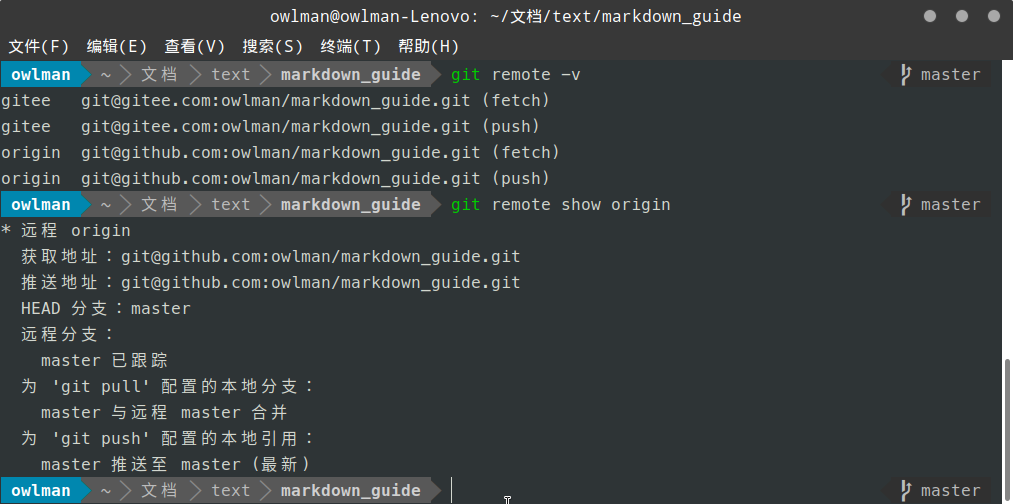 owlman@owlman-Lenovo: ~/文档/text/markdown_guide
文件(F) 编辑(E) 查看(V) 搜索(S) 终端(T) 帮助(H)
owlman ~ 文档 text markdown_guide git remote -v master
gitee git@gitee.com:owlman/markdown_guide.git (fetch)
gitee git@gitee.com:owlman/markdown_guide.git (push)
origin git@github.com:owlman/markdown_guide.git (fetch)
origin git@github.com:owlman/markdown_guide.git (push)
owlman ~ 文档 text markdown_guide git remote show origin master
* 远程 origin
获取地址：git@github.com:owlman/markdown_guide.git
推送地址：git@github.com:owlman/markdown_guide.git
HEAD 分支：master
远程分支：
master 已跟踪
为 'git pull' 配置的本地分支：
master 与远程 master 合并
为 'git push' 配置的本地引用：
master 推送至 master (最新)
owlman ~ 文档 text markdown_guide master